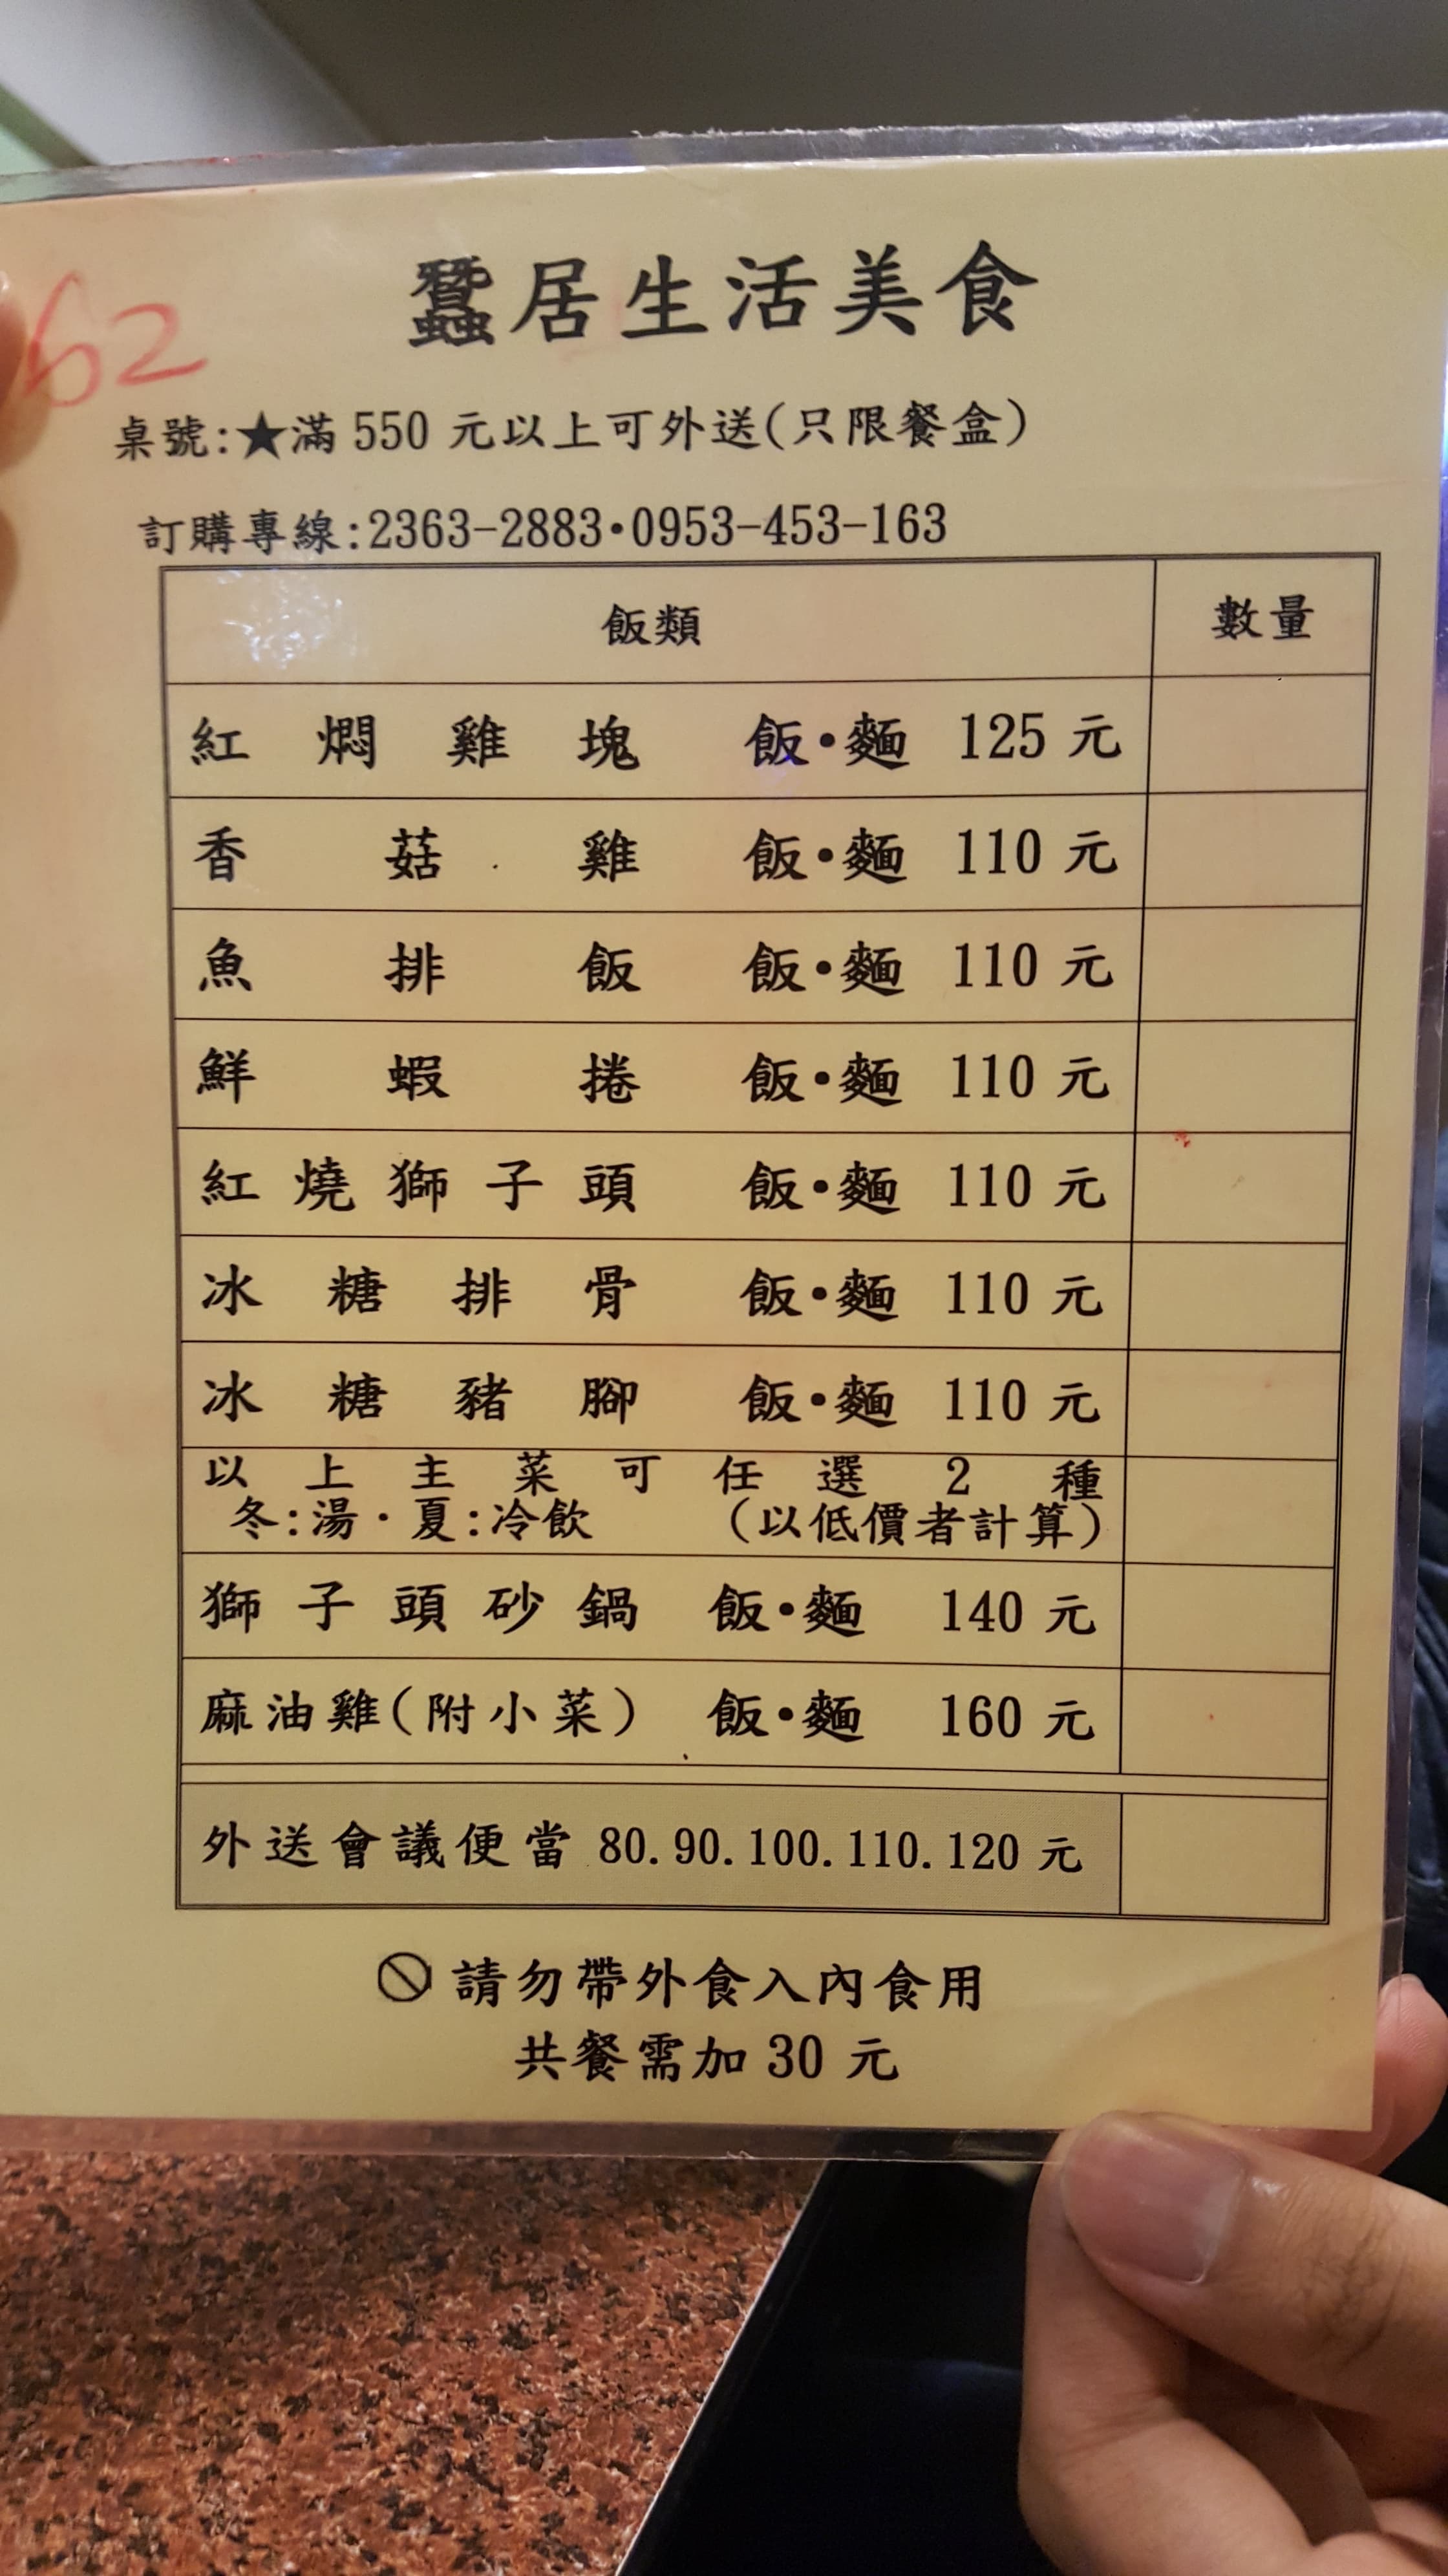 蠶居生活美食
62
桌號:★滿 550 元以上可外送(只限餐盒)
訂購專線:2363-2883•0953-453-163
飯類 數量
紅燜雞塊 飯•麵 125 元
香菇雞 飯•麵 110 元
魚排飯 飯•麵 110 元
鮮蝦捲 飯•麵 110 元
紅燒獅子頭 飯•麵 110 元
冰糖排骨 飯•麵 110 元
冰糖豬腳 飯•麵 110 元
以上主菜可任選 2 種
冬:湯·夏:冷飲 (以低價者計算)
獅子頭砂鍋 飯•麵 140 元
麻油雞(附小菜) 飯•麵 160 元
外送會議便當 80.90.100.110.120 元
請勿帶外食入內食用
共餐需加 30 元